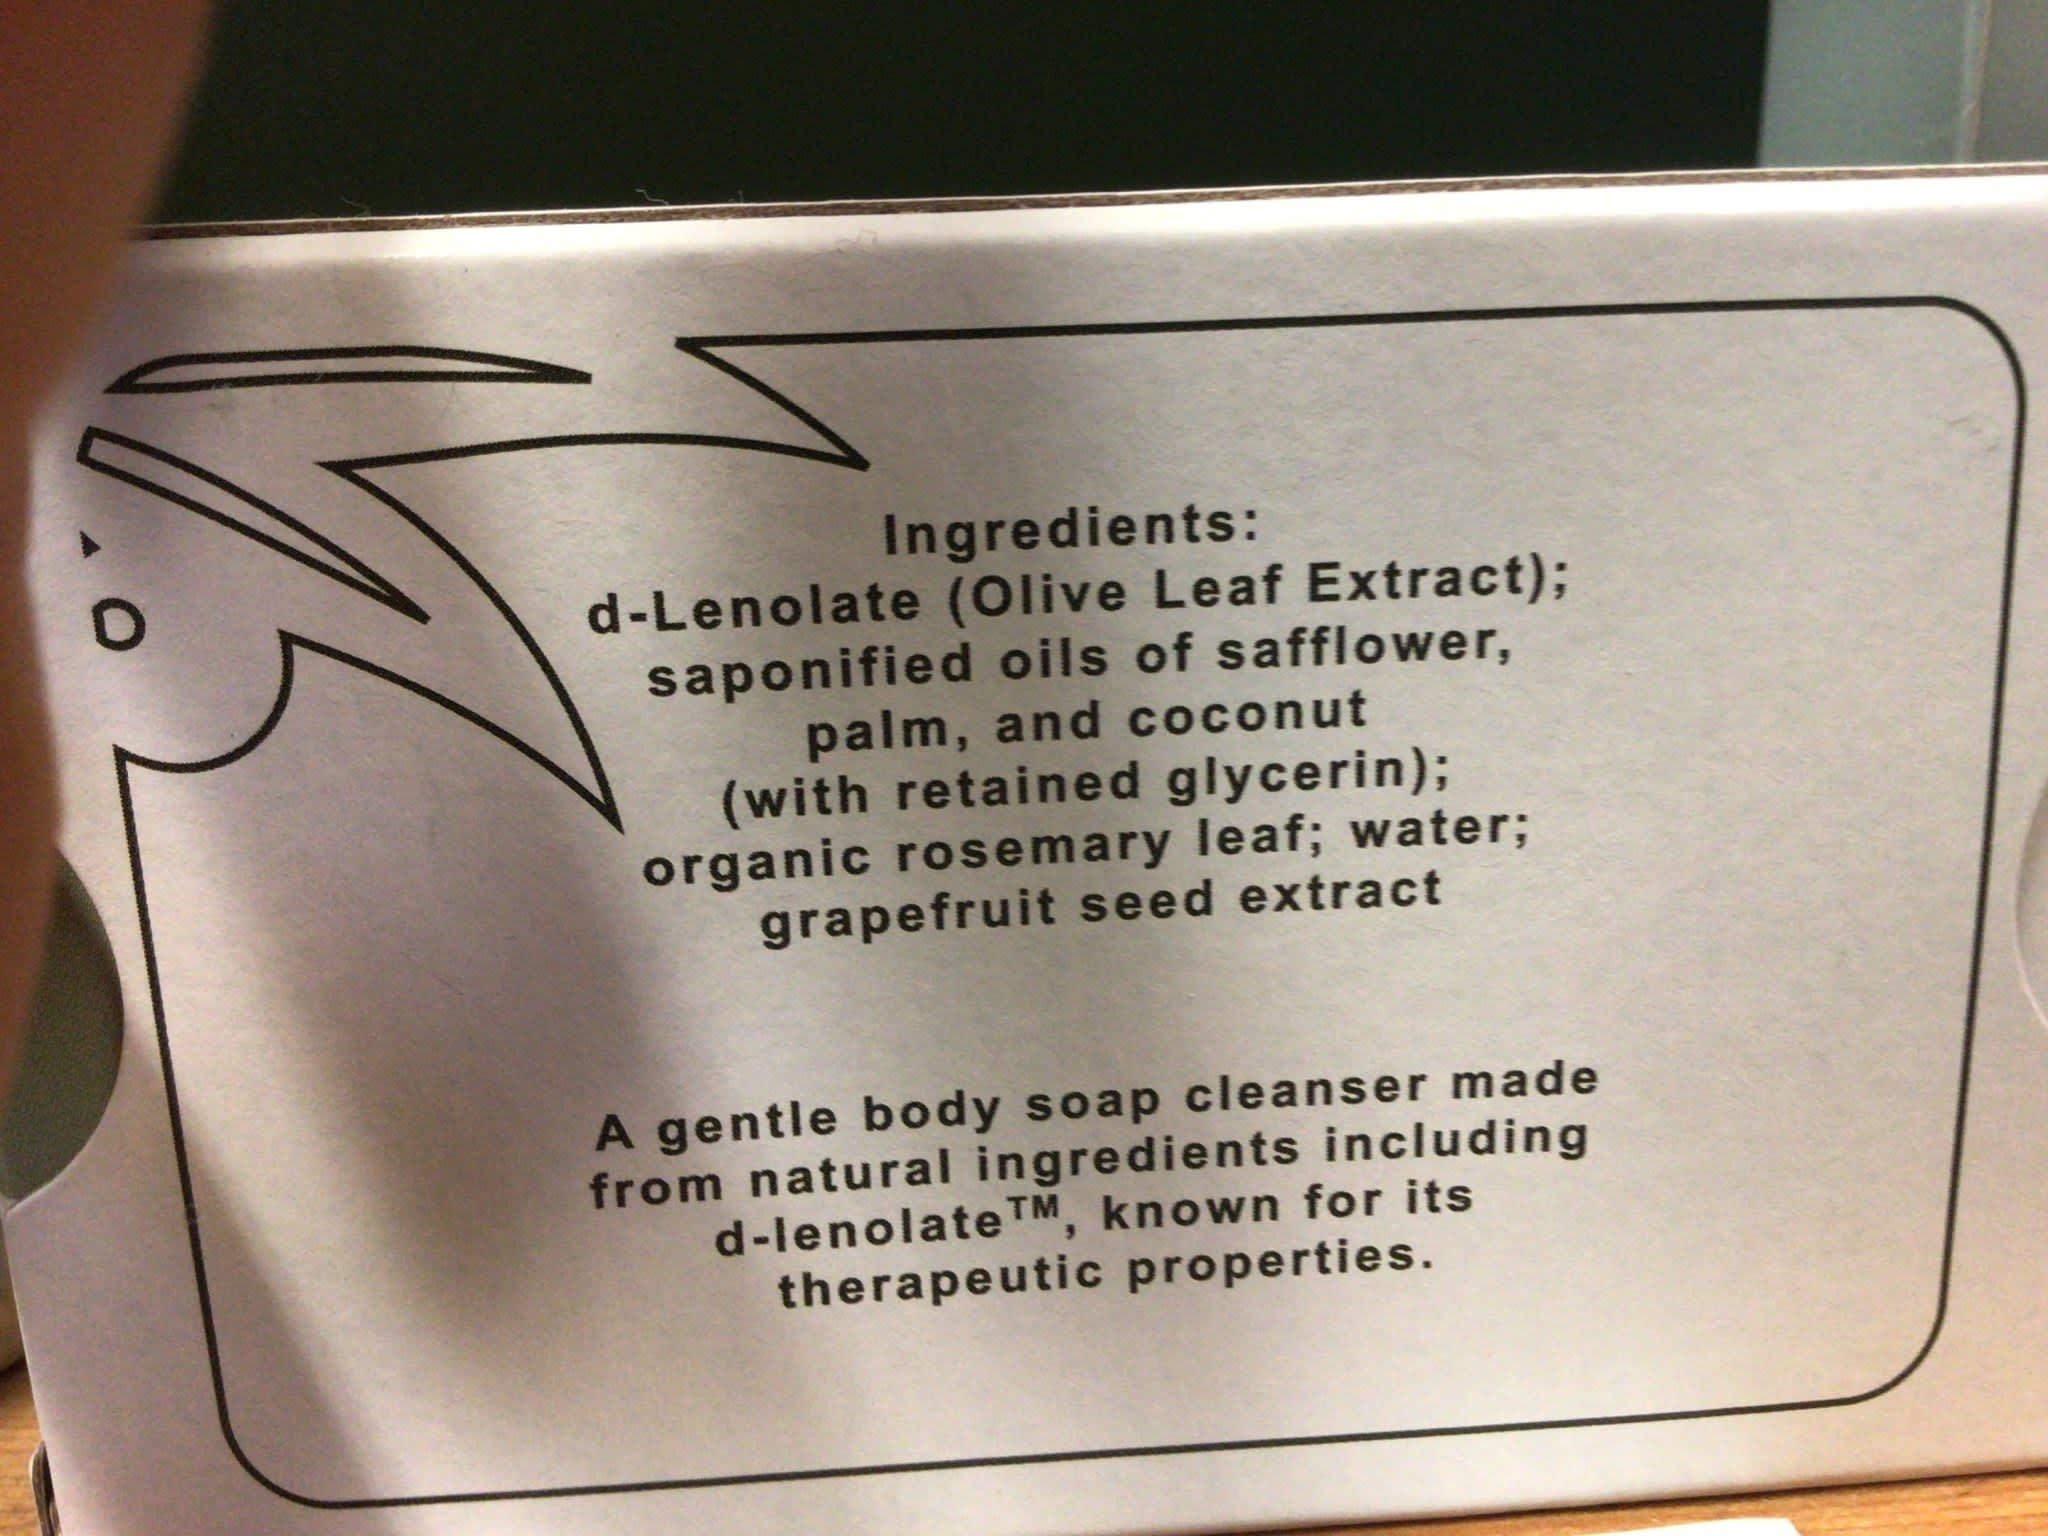 Ingredients:
d-Lenolate (Olive Leaf Extract);
saponified oils of safflower,
palm, and coconut
(with retained glycerin);
organic rosemary leaf; water;
grapefruit seed extract
A gentle body soap cleanser made
from natural ingredients including
d-lenolate™, known for its
therapeutic properties.